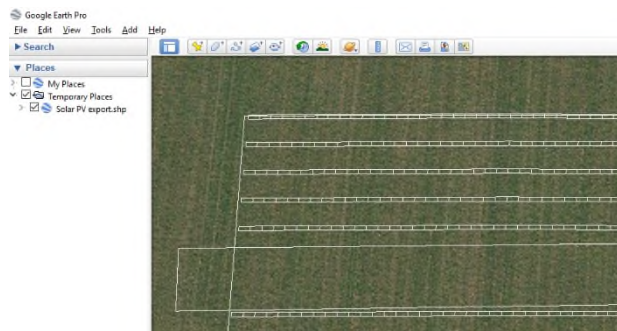 Google Earth Pro
File Edit View Tools Add Help
Search
Places
My Places
Temporary Places
Solar PV export.shp